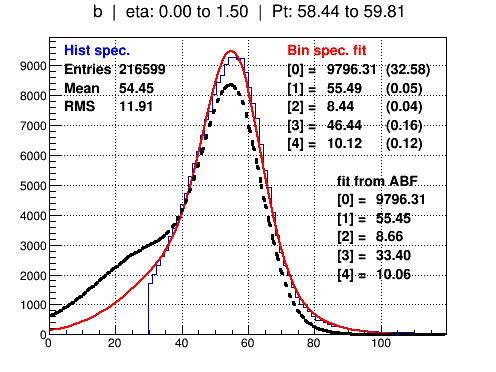 b | eta: 0.00 to 1.50 | Pt: 58.44 to 59.81
Hist spec.
Entries 216599
Mean 54.45
RMS 11.91
Bin spec. fit
[0] = 9796.31 (32.58)
[1] = 55.49 (0.05)
[2] = 8.44 (0.04)
[3] = 46.44 (0.16)
[4] = 10.12 (0.12)
fit from ABF
[0] = 9796.31
[1] = 55.45
[2] = 8.66
[3] = 33.40
[4] = 10.06
9000
8000
7000
6000
5000
4000
3000
2000
1000
0
0 20 40 60 80 100